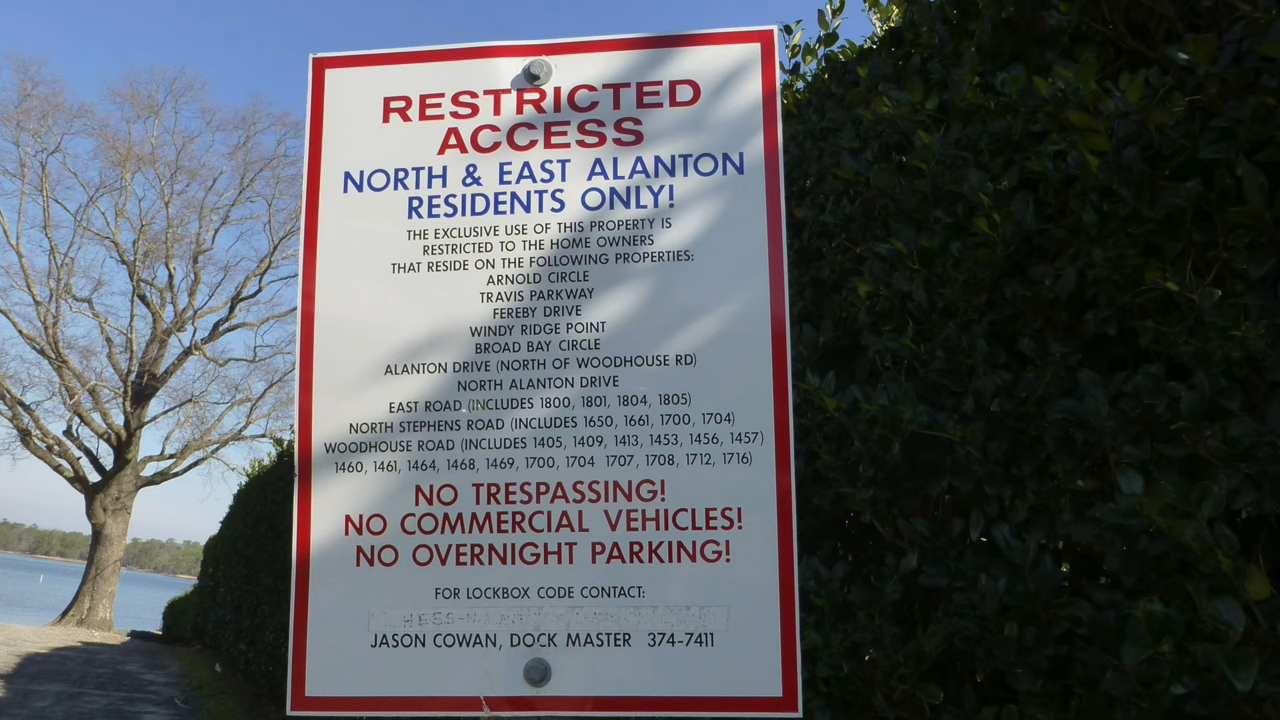 RESTRICTED
ACCESS
NORTH & EAST ALANTON
RESIDENTS ONLY!
THE EXCLUSIVE USE OF THIS PROPERTY IS
RESTRICTED TO THE HOME OWNERS
THAT RESIDE ON THE FOLLOWING PROPERTIES:
ARNOLD CIRCLE
TRAVIS PARKWAY
FEREBY DRIVE
WINDY RIDGE POINT
BROAD BAY CIRCLE
ALANTON DRIVE (NORTH OF WOODHOUSE RD)
NORTH ALANTON DRIVE
EAST ROAD (INCLUDES 1800, 1801, 1804, 1805)
NORTH STEPHENS ROAD (INCLUDES 1650, 1661, 1700, 1704)
WOODHOUSE ROAD (INCLUDES 1405, 1409, 1413, 1453, 1456, 1457)
1460, 1461, 1464, 1468, 1469, 1700, 1704 1707, 1708, 1712, 1716)
NO TRESPASSING!
NO COMMERCIAL VEHICLES!
NO OVERNIGHT PARKING!
FOR LOCKBOX CODE CONTACT:
JASON COWAN, DOCK MASTER 374-7411